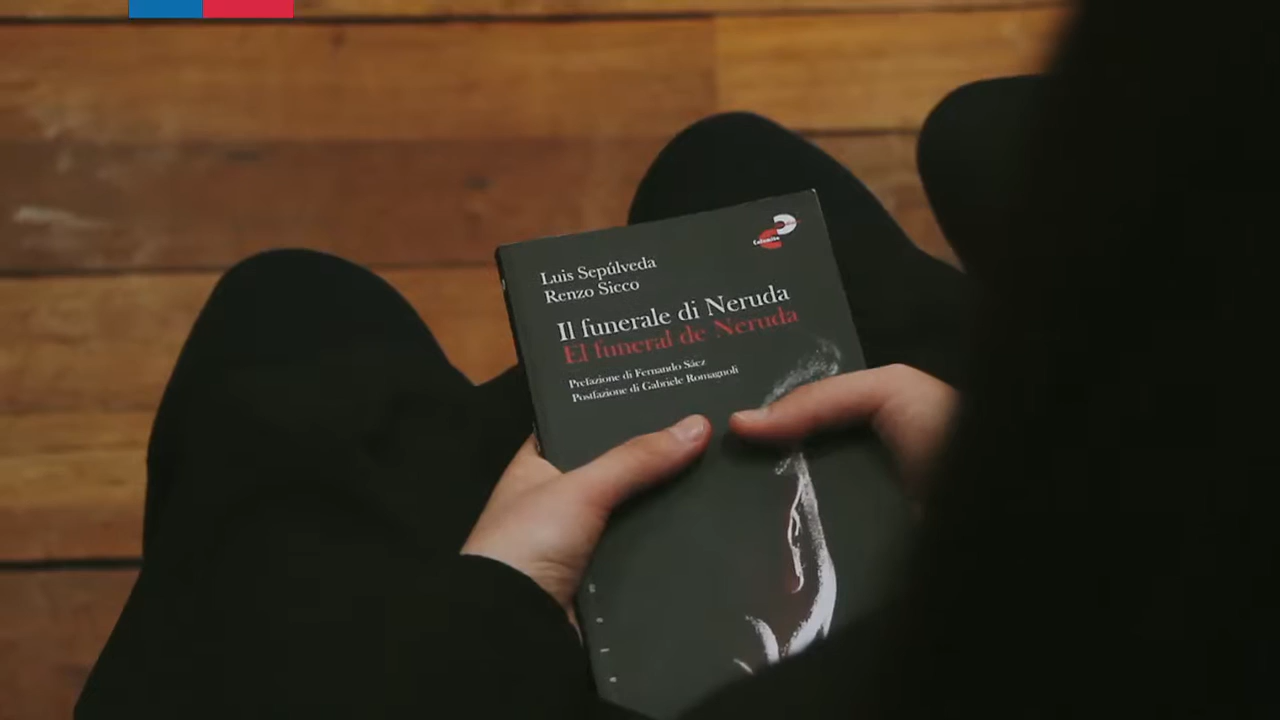 Luis Sepúlveda
Renzo Sicco
Il funerale di Neruda
El funeral de Neruda
Prefazione di Fernando Sáez
Postfazione di Gabriele Romagnoli